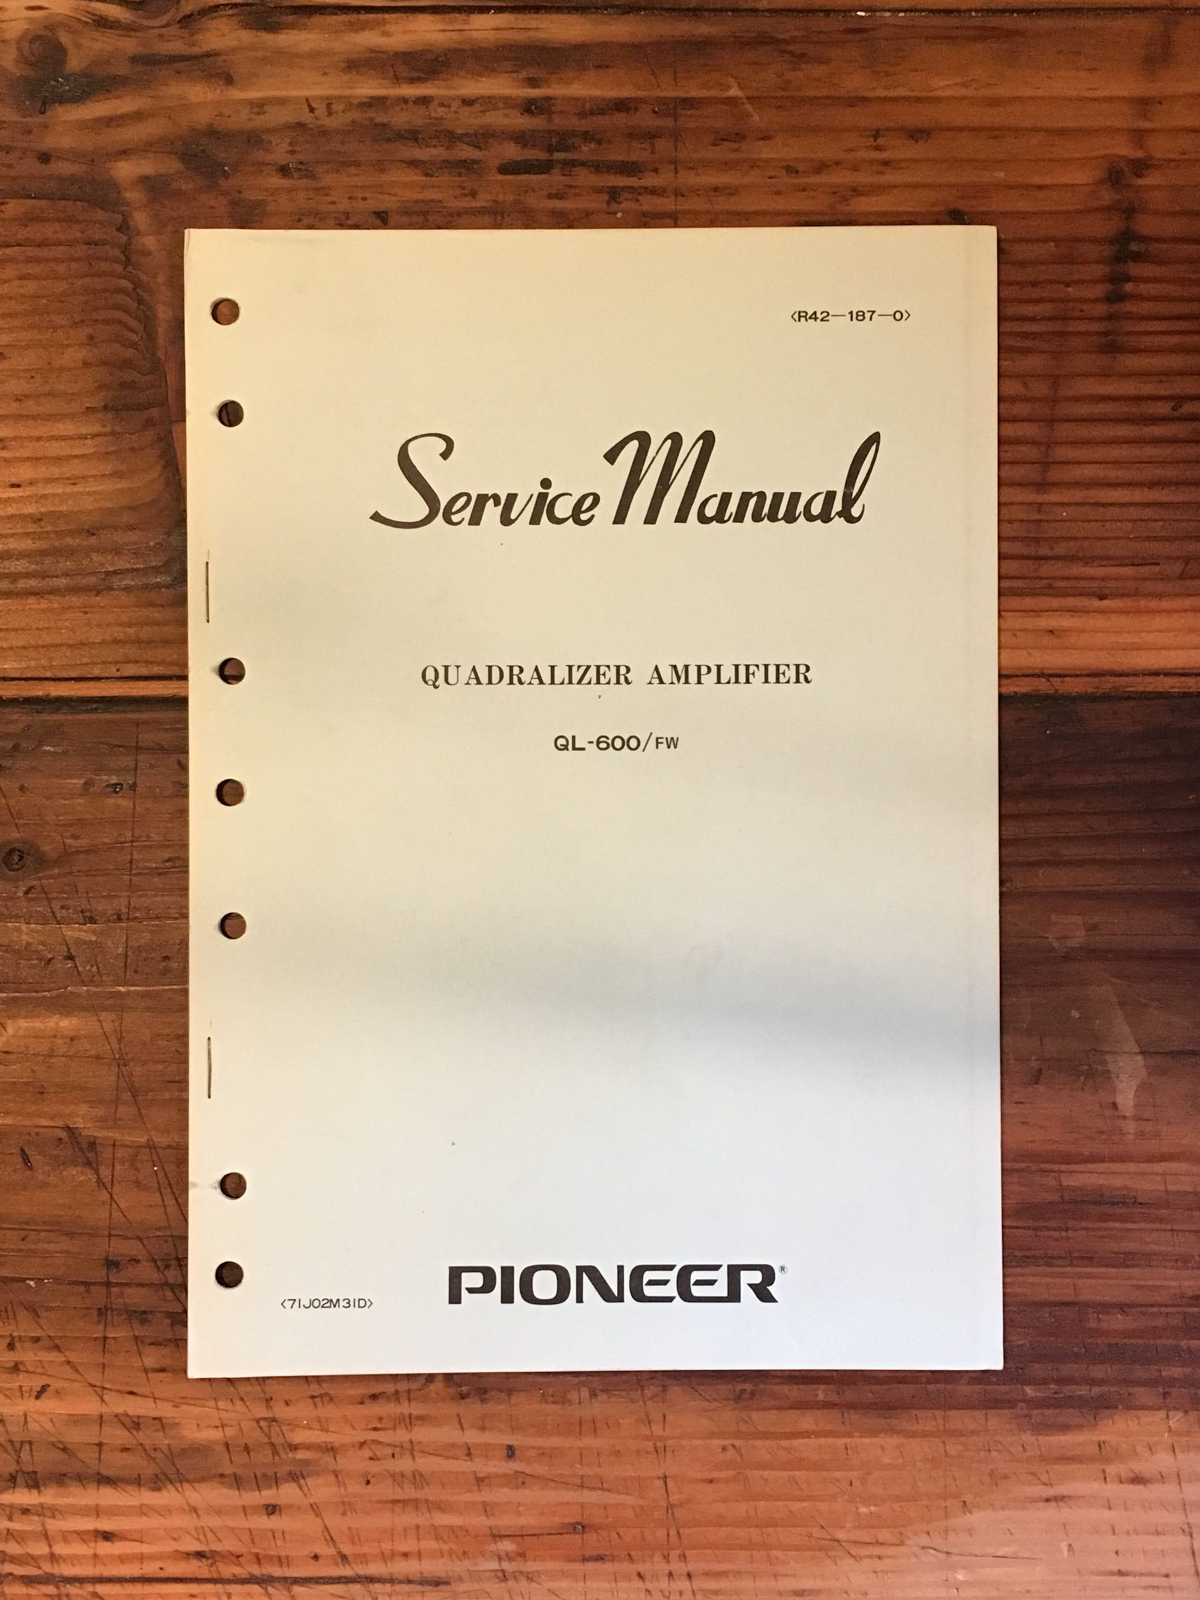 <R42-187-0>
Service Manual
QUADRALIZER AMPLIFIER
QL-600/FW
PIONEER®
<71J02M31D>